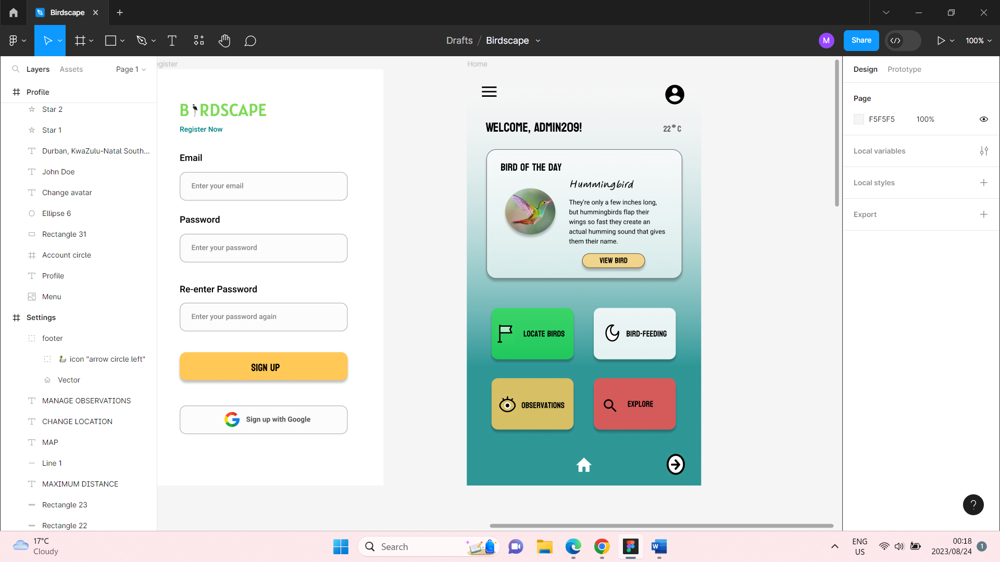 Birdscape
Drafts / Birdscape
M
Share
100%
Layers
Assets
Page 1
Profile
Star 2
Star 1
Durban, KwaZulu-Natal South...
John Doe
Change avatar
Ellipse 6
Rectangle 31
Account circle
Profile
Menu
Settings
footer
icon "arrow circle left"
Vector
MANAGE OBSERVATIONS
CHANGE LOCATION
MAP
Line 1
MAXIMUM DISTANCE
Rectangle 23
Rectangle 22
egister
B RDSCAPE
Register Now
Email
Enter your email
Password
Enter your password
Re-enter Password
Enter your password again
SIGN UP
Sign up with Google
Home
WELCOME, ADMIN209!
22°C
BIRD OF THE DAY
Hummingbird
They're only a few inches long,
but hummingbirds flap their
wings so fast they create an
actual humming sound that gives
them their name.
VIEW BIRD
LOCATE BIRDS
BIRD-FEEDING
OBSERVATIONS
EXPLORE
Design
Prototype
Page
F5F5F5
100%
Local variables
Local styles
Export
?
17°C
Cloudy
Search
ENG
US
00:18
2023/08/24
1